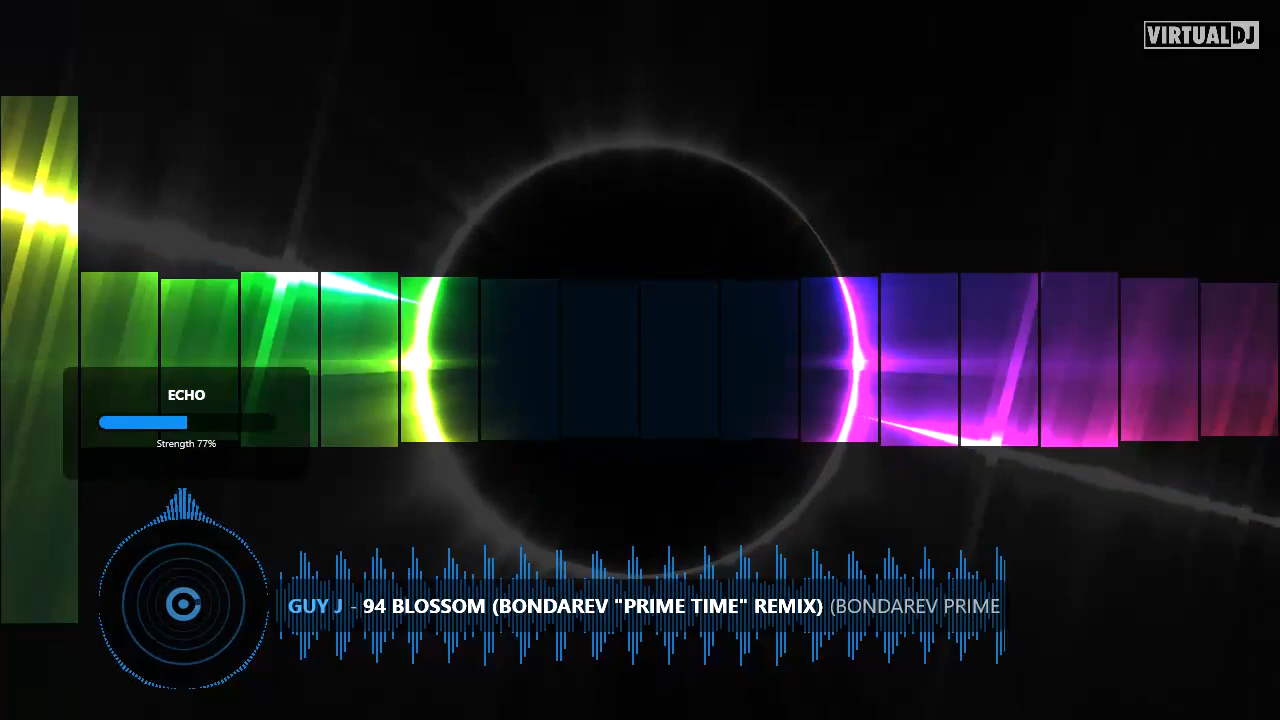 VIRTUALDJ
ECHO
Strength 77%
GUY J - 94 BLOSSOM (BONDAREV "PRIME TIME" REMIX) (BONDAREV PRIME